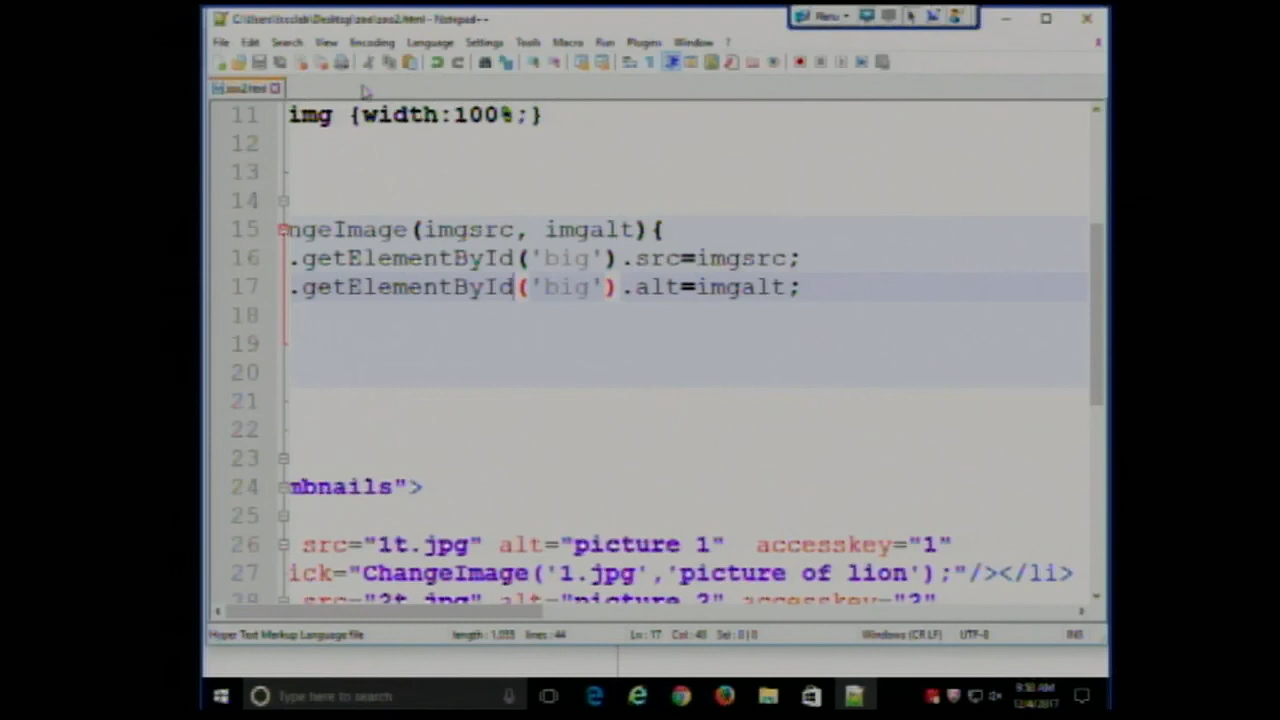 C:\Users\iscclab\Desktop\zoo\zoo2.html - Notepad++
Menu
File Edit Search View Encoding Language Settings Tools Macro Run Plugins Window ?
zoo2.html
11 img {width:100%;}
12
13
14
15 ngeImage(imgsrc, imgalt){
16 .getElementById('big').src=imgsrc;
17 .getElementById('big').alt=imgalt;
18
19
20
21
22
23
24 mbnails">
25
26 src="1t.jpg" alt="picture 1" accesskey="1"
27 ick="ChangeImage('1.jpg','picture of lion');"/></li>
28 src="2t.jpg" alt="picture 2" accesskey="2"
Hyper Text Markup Language file length : 1,055 lines : 44 Ln : 17 Col : 48 Sel : 0 | 0 Windows (CR LF) UTF-8 INS
Type here to search
9:50 AM
12/4/2017